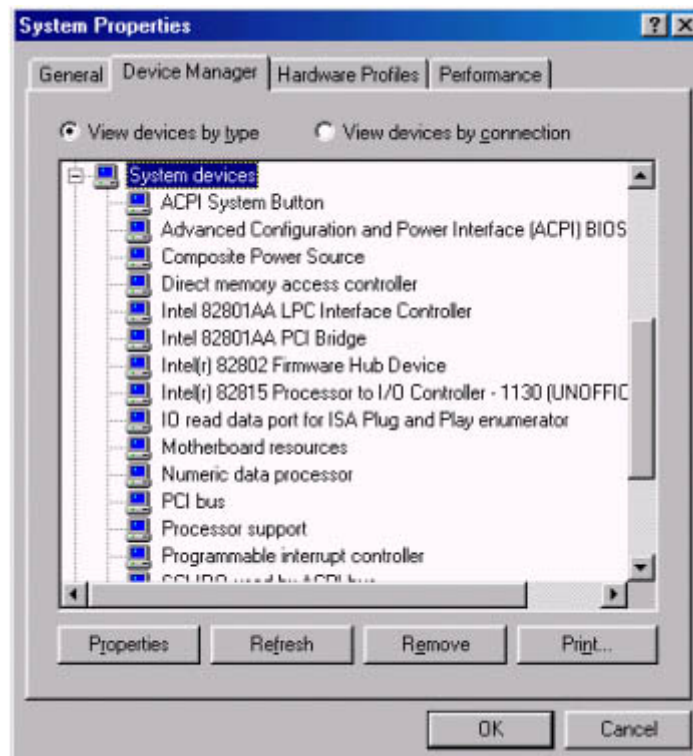 System Properties
General Device Manager Hardware Profiles Performance
View devices by type View devices by connection
System devices
ACPI System Button
Advanced Configuration and Power Interface (ACPI) BIOS
Composite Power Source
Direct memory access controller
Intel 82801AA LPC Interface Controller
Intel 82801AA PCI Bridge
Intel(r) 82802 Firmware Hub Device
Intel(r) 82815 Processor to I/O Controller - 1130 (UNOFFIC
IO read data port for ISA Plug and Play enumerator
Motherboard resources
Numeric data processor
PCI bus
Processor support
Programmable interrupt controller
used by ACPI bus
Properties Refresh Remove Print...
OK Cancel